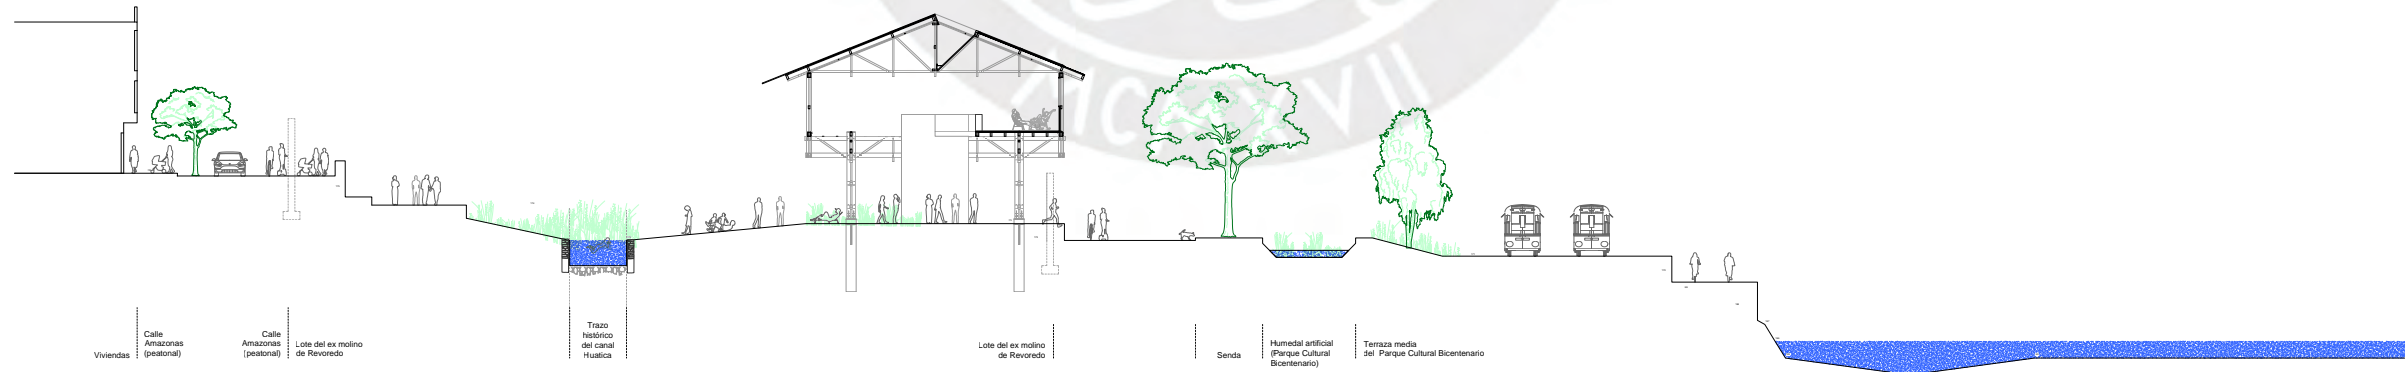 MCMXVII
Viviendas
Calle
Amazonas
(peatonal)
Calle
Amazonas
(peatonal)
Lote del ex molino
de Revoredo
Trazo
histórico
del canal
Huatica
Lote del ex molino
de Revoredo
Senda
Humedal artificial
(Parque Cultural
Bicentenario)
Terraza media
del Parque Cultural Bicentenario